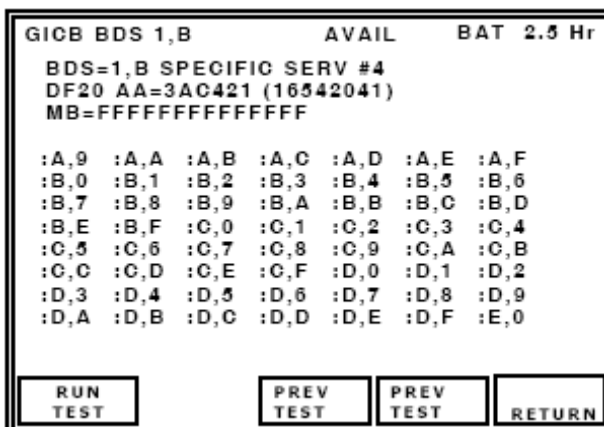 GICB BDS 1,B AVAIL BAT 2.5 Hr
BDS=1,B SPECIFIC SERV #4
DF20 AA=3AC421 (16542041)
MB=FFFFFFFFFFFFFF
:A,9 :A,A :A,B :A,C :A,D :A,E :A,F
:B,0 :B,1 :B,2 :B,3 :B,4 :B,5 :B,6
:B,7 :B,8 :B,9 :B,A :B,B :B,C :B,D
:B,E :B,F :C,0 :C,1 :C,2 :C,3 :C,4
:C,5 :C,6 :C,7 :C,8 :C,9 :C,A :C,B
:C,C :C,D :C,E :C,F :D,0 :D,1 :D,2
:D,3 :D,4 :D,5 :D,6 :D,7 :D,8 :D,9
:D,A :D,B :D,C :D,D :D,E :D,F :E,0
RUN TEST
PREV TEST
PREV TEST
RETURN